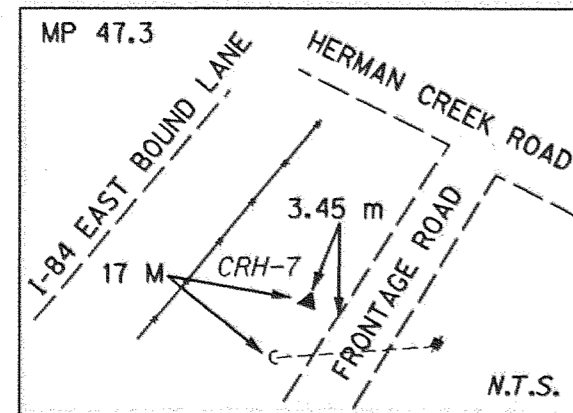 MP 47.3
HERMAN CREEK ROAD
I-84 EAST BOUND LANE
3.45 m
17 M
CRH-7
FRONTAGE ROAD
N.T.S.